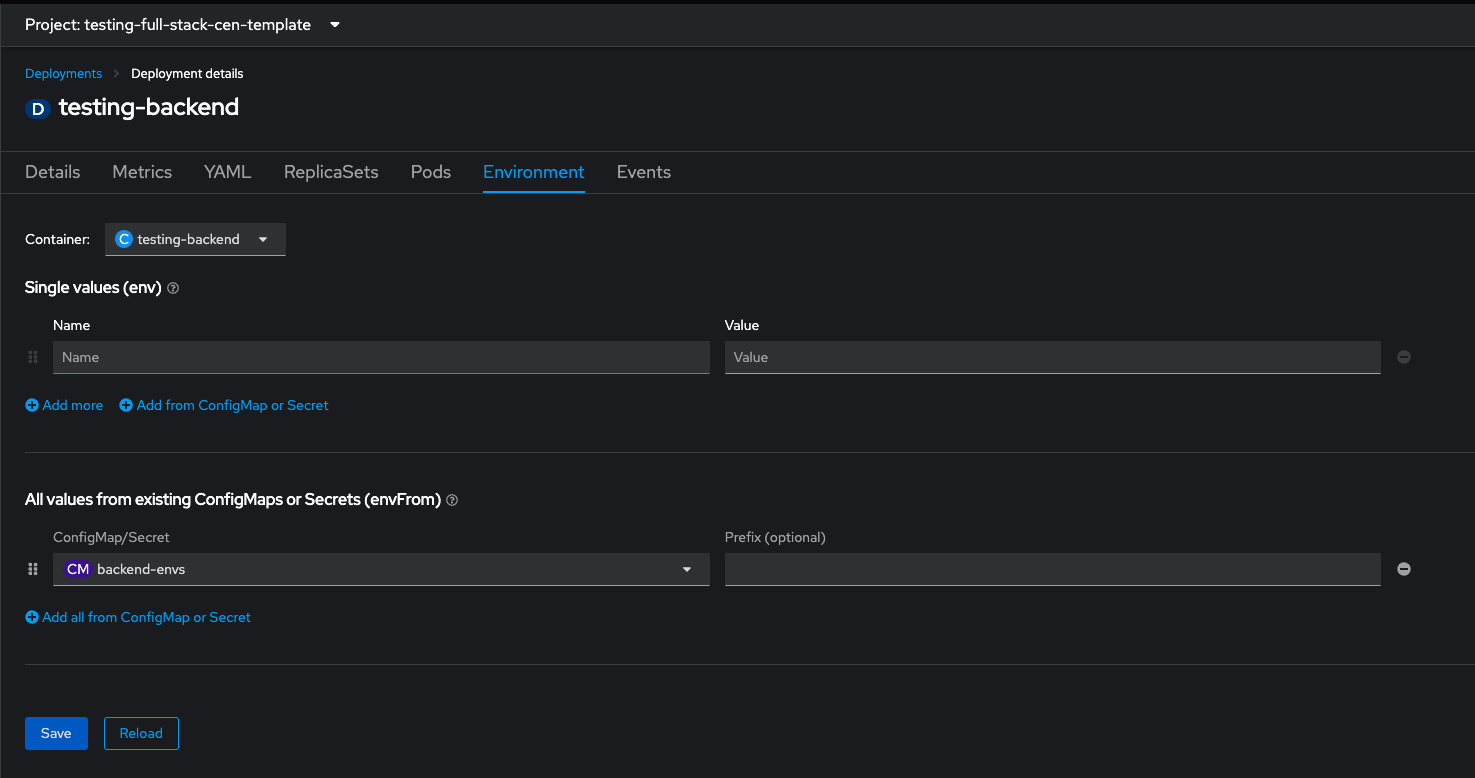 Project: testing-full-stack-cen-template
Deployments Deployment details
D testing-backend
Details Metrics YAML ReplicaSets Pods Environment Events
Container: C testing-backend
Single values (env)
Name Value
Name Value
Add more Add from ConfigMap or Secret
All values from existing ConfigMaps or Secrets (envFrom)
ConfigMap/Secret Prefix (optional)
CM backend-envs
Add all from ConfigMap or Secret
Save Reload